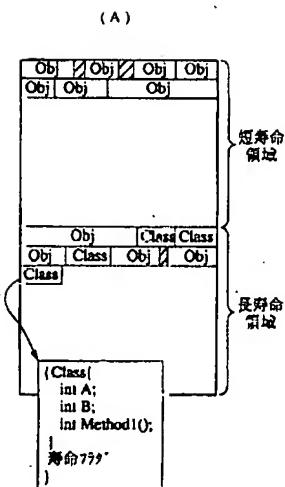 (A)
Obj Obj Obj Obj
Obj Obj Obj
短寿命
領域
Obj Class Class
Obj Class Obj Obj
Class
長寿命
領域
{Class{
int A;
int B;
int Method1();
}
寿命フラグ
}